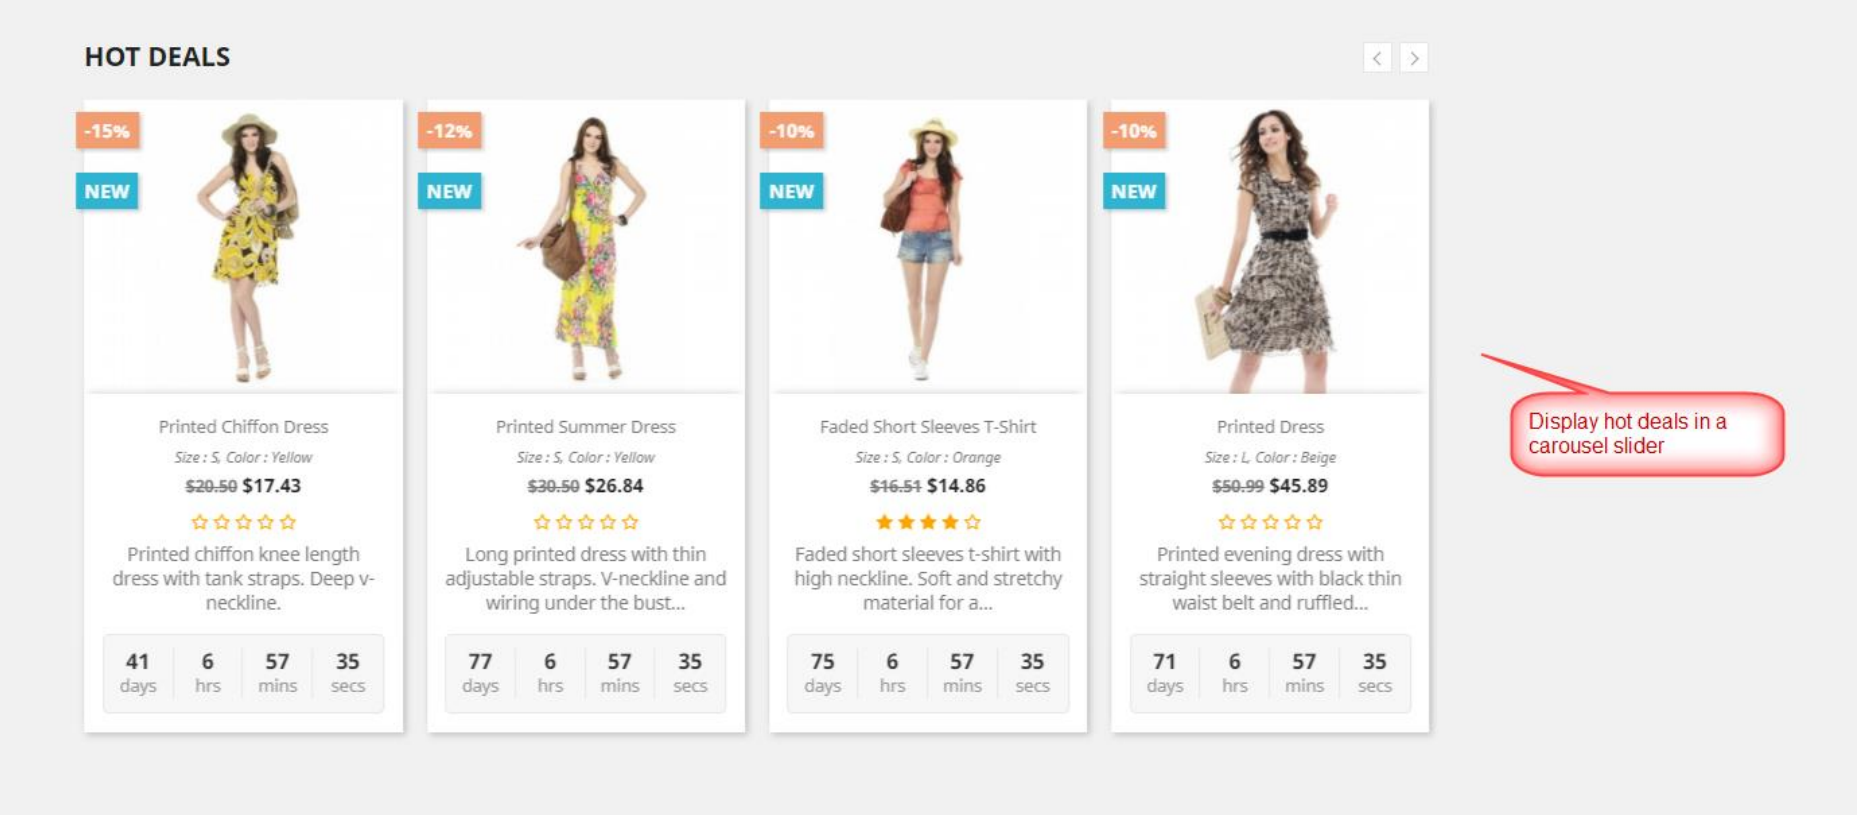 HOT DEALS
-15%
NEW
Printed Chiffon Dress
Size : S, Color : Yellow
$20.50 $17.43
Printed chiffon knee length
dress with tank straps. Deep v-
neckline.
41 6 57 35
days hrs mins secs
-12%
NEW
Printed Summer Dress
Size : S, Color : Yellow
$30.50 $26.84
Long printed dress with thin
adjustable straps. V-neckline and
wiring under the bust...
77 6 57 35
days hrs mins secs
-10%
NEW
Faded Short Sleeves T-Shirt
Size : S, Color : Orange
$16.51 $14.86
Faded short sleeves t-shirt with
high neckline. Soft and stretchy
material for a...
75 6 57 35
days hrs mins secs
-10%
NEW
Printed Dress
Size : L, Color : Beige
$50.99 $45.89
Printed evening dress with
straight sleeves with black thin
waist belt and ruffled...
71 6 57 35
days hrs mins secs
Display hot deals in a
carousel slider